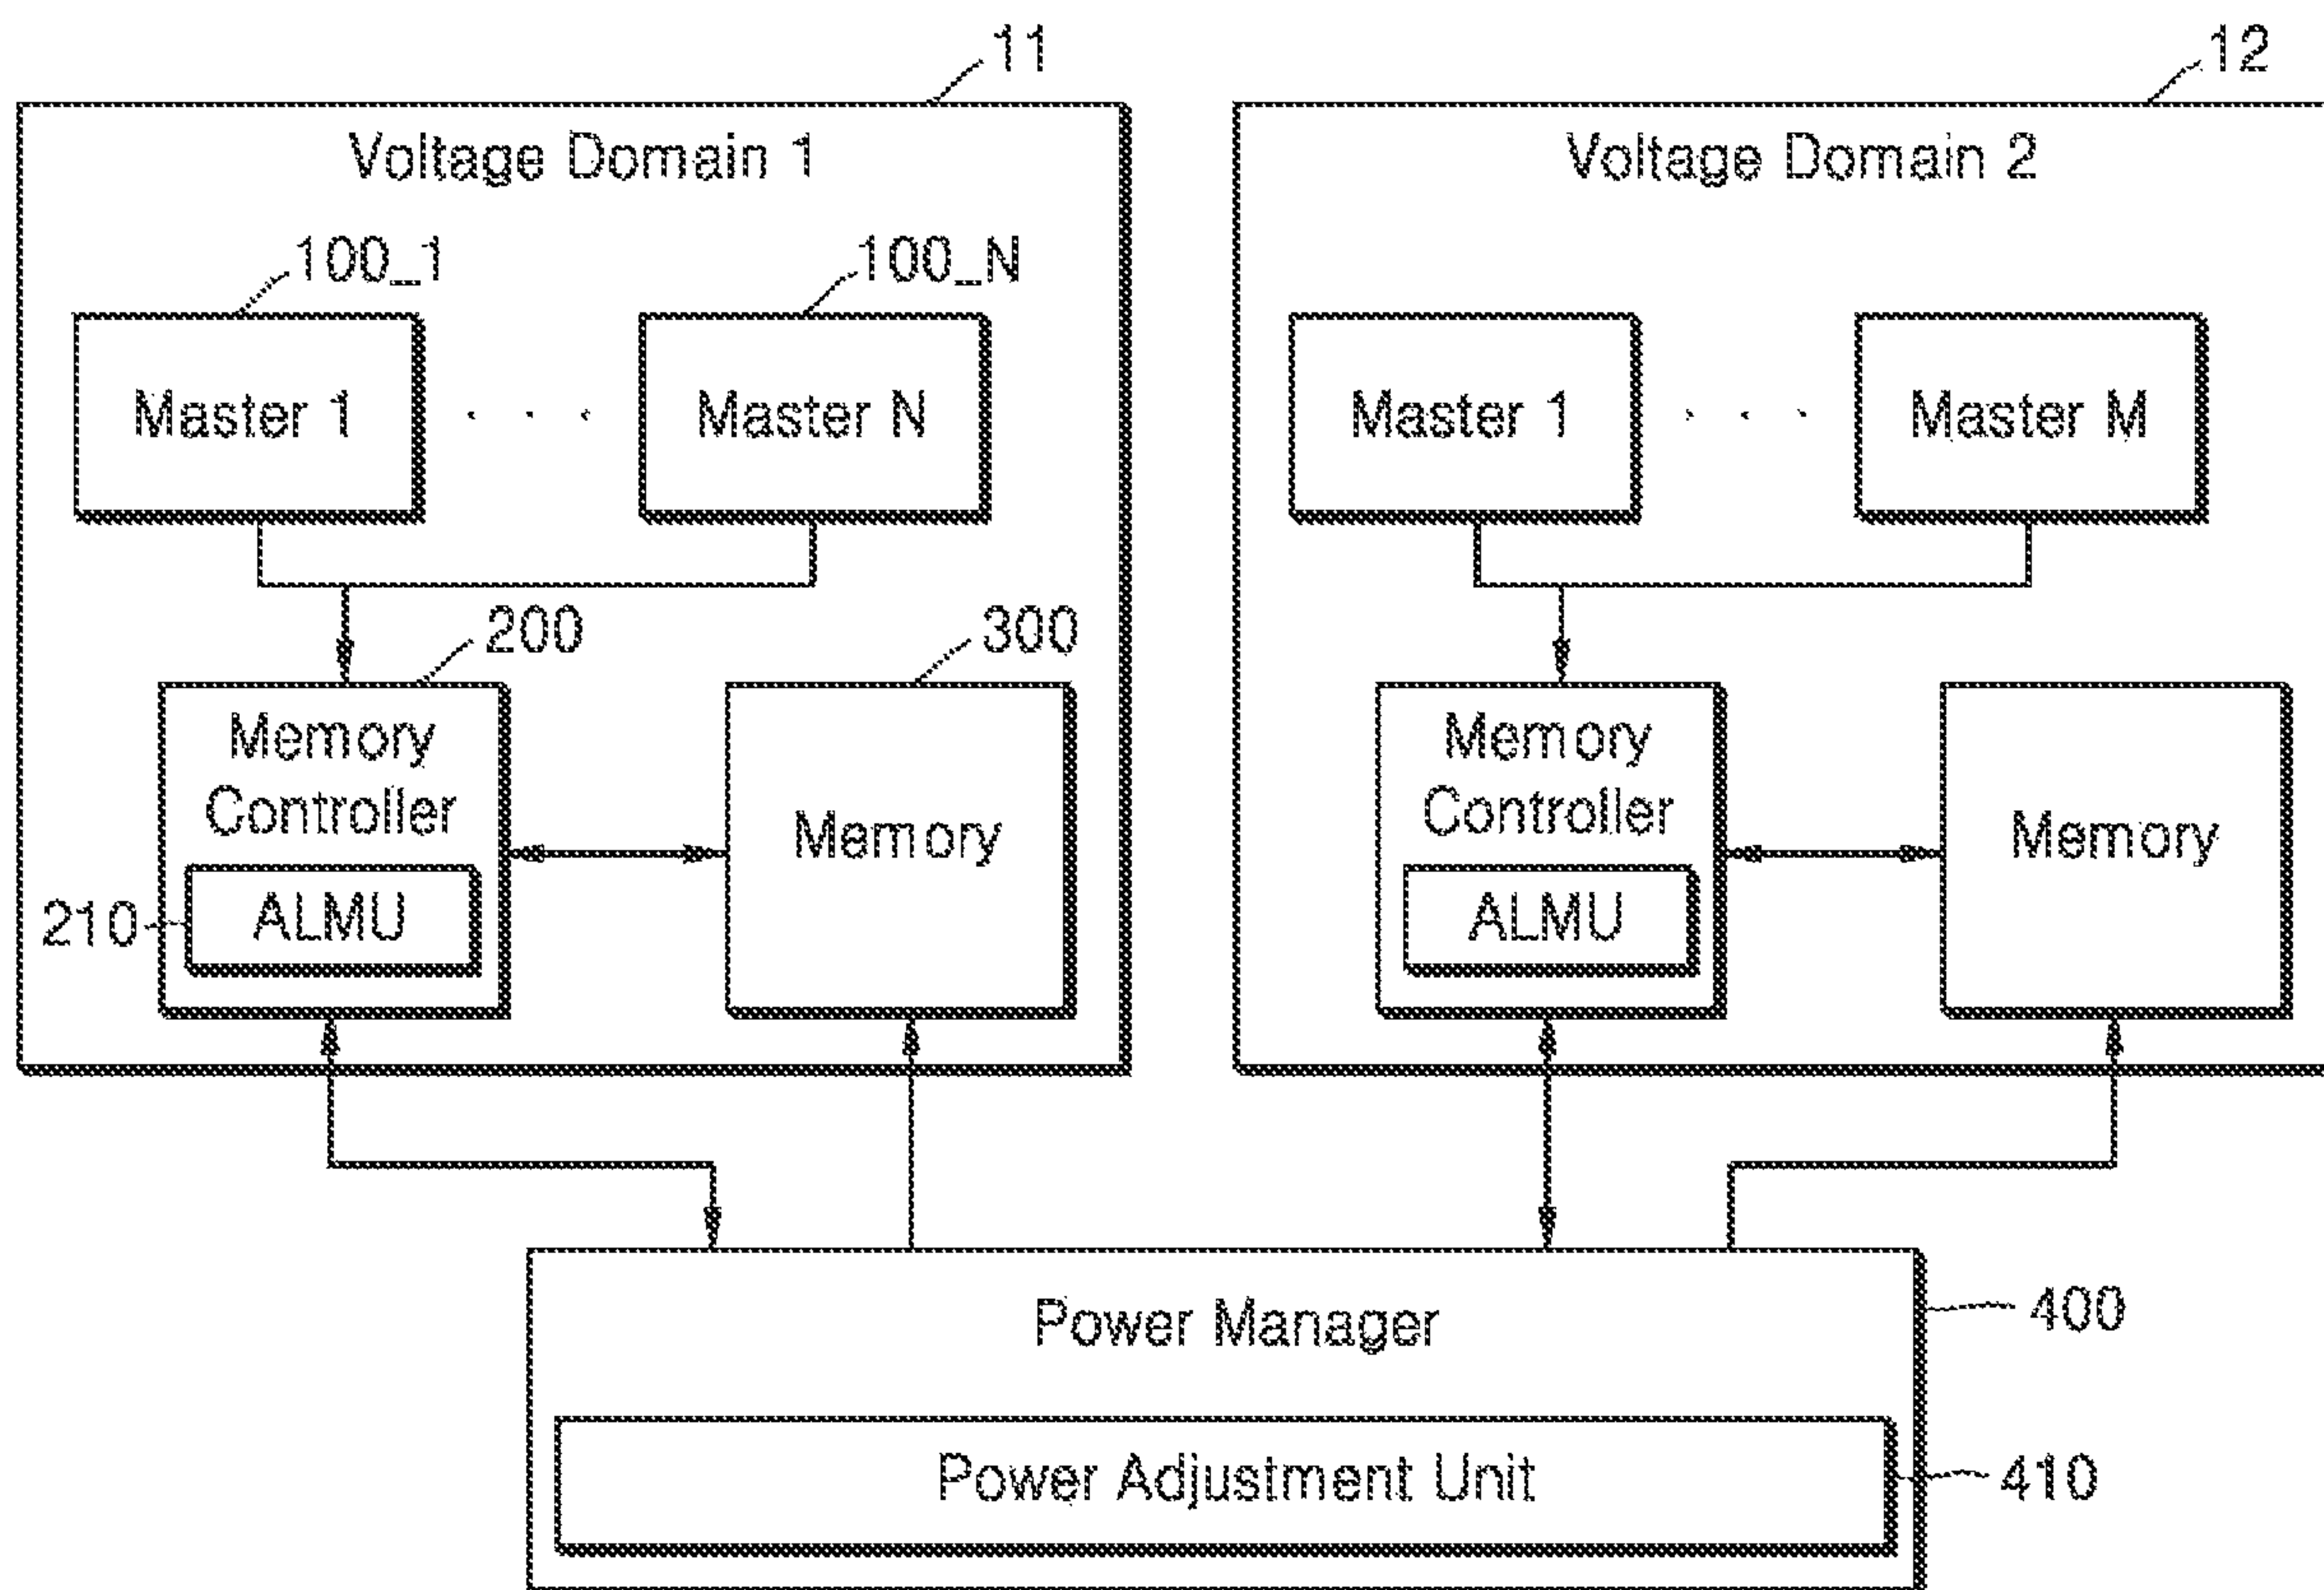 11
12
Voltage Domain 1
Voltage Domain 2
100_1
100_N
Master 1
. . .
Master N
Master 1
. . .
Master M
200
300
Memory
Controller
Memory
210
ALMU
Memory
Controller
Memory
ALMU
Power Manager
400
Power Adjustment Unit
410